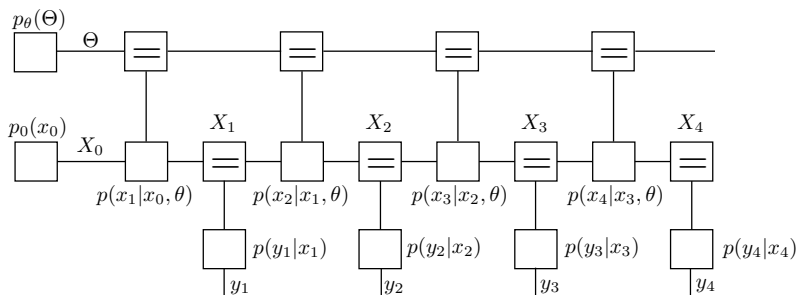 p_θ(Θ)
Θ
= = = =
p_0(x_0)
X_0
X_1 X_2 X_3 X_4
= = = =
p(x_1|x_0, θ) p(x_2|x_1, θ) p(x_3|x_2, θ) p(x_4|x_3, θ)
p(y_1|x_1) p(y_2|x_2) p(y_3|x_3) p(y_4|x_4)
y_1 y_2 y_3 y_4